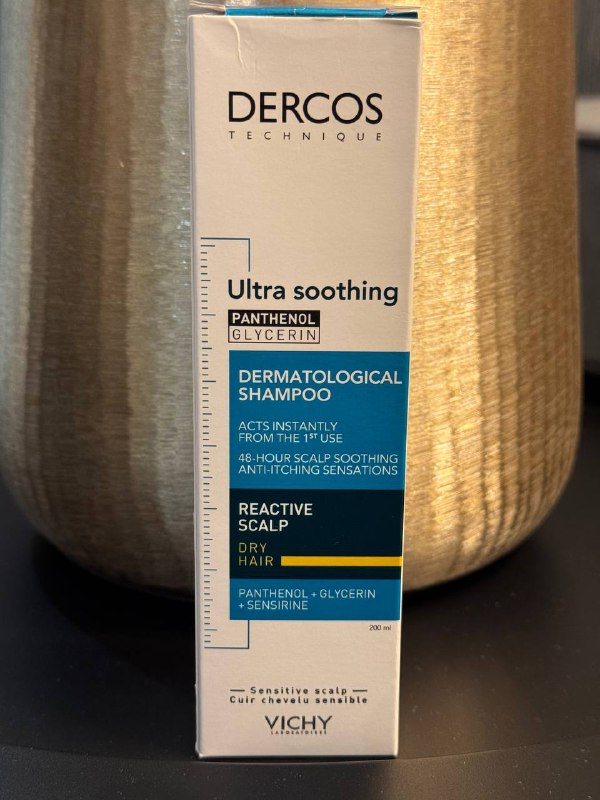 DERCOS
TECHNIQUE
Ultra soothing
PANTHENOL
GLYCERIN
DERMATOLOGICAL
SHAMPOO
ACTS INSTANTLY
FROM THE 1ST USE
48-HOUR SCALP SOOTHING
ANTI-ITCHING SENSATIONS
REACTIVE
SCALP
DRY
HAIR
PANTHENOL + GLYCERIN
+ SENSIRINE
200 ml
Sensitive scalp
Cuir chevelu sensible
VICHY
LABORATOIRES